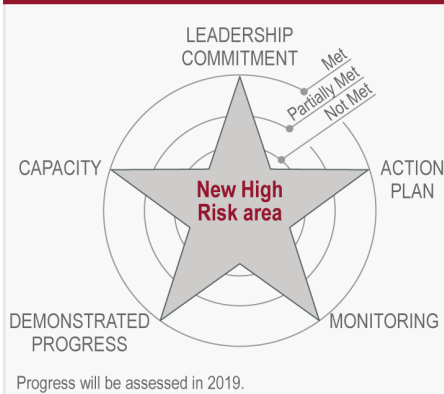 LEADERSHIP
COMMITMENT
Met
Partially Met
Not Met
CAPACITY
ACTION
PLAN
New High
Risk area
DEMONSTRATED
PROGRESS
MONITORING
Progress will be assessed in 2019.